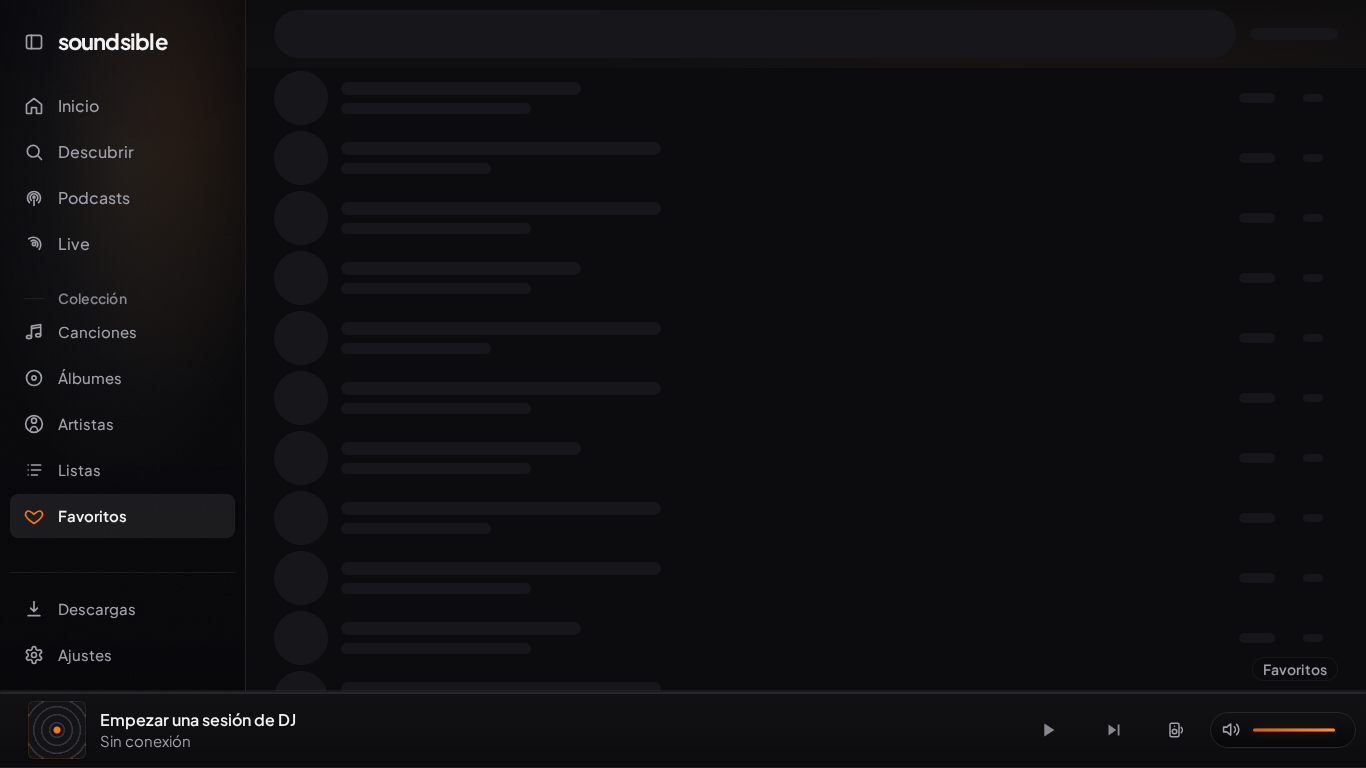 soundsible
Inicio
Descubrir
Podcasts
Live
Colección
Canciones
Álbumes
Artistas
Listas
Favoritos
Descargas
Ajustes
Favoritos
Empezar una sesión de DJ
Sin conexión